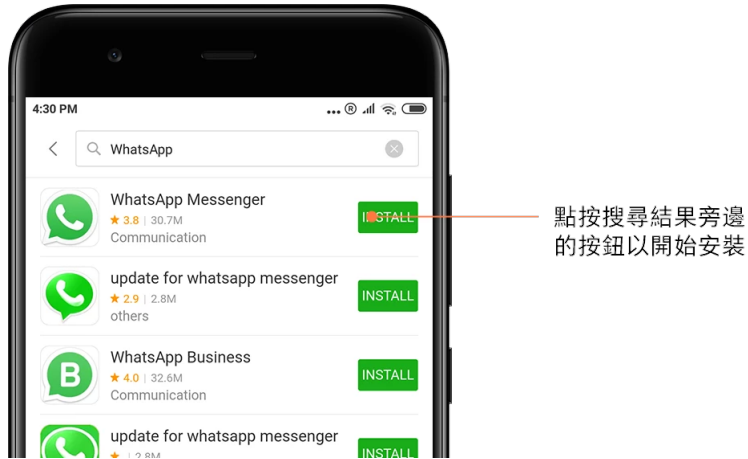 4:30 PM
WhatsApp
WhatsApp Messenger
3.8 | 30.7M
Communication
INSTALL
點按搜尋結果旁邊
的按鈕以開始安裝
update for whatsapp messenger
2.9 | 2.8M
others
INSTALL
WhatsApp Business
4.0 | 32.6M
Communication
INSTALL
update for whatsapp messenger
| 2.8M
INSTALL